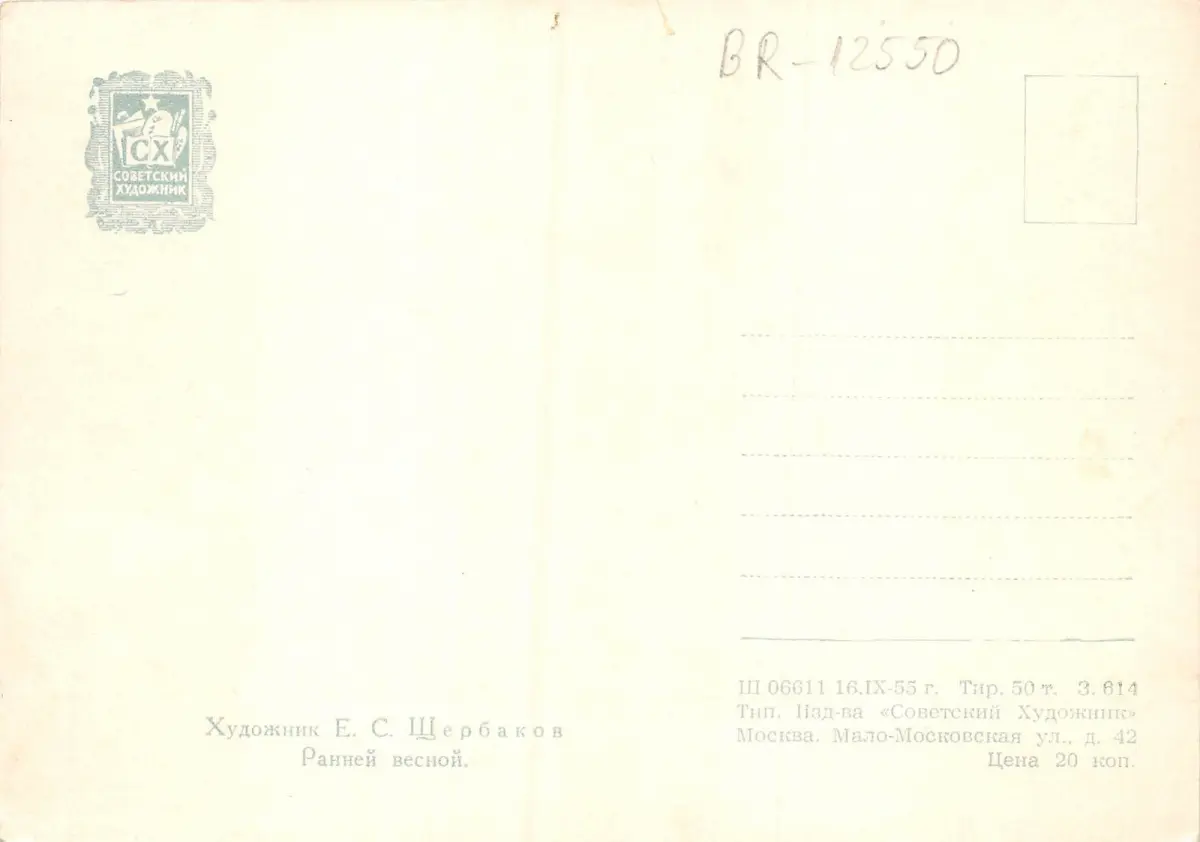 BR-12550
СХ
СОВЕТСКИЙ
ХУДОЖНИК
Художник Е. С. Щербаков
Ранней весной.
Ш 06611 16.IX-55 г. Тир. 50 т. З. 614
Тип. Изд-ва «Советский Художник»
Москва. Мало-Московская ул., д. 42
Цена 20 коп.